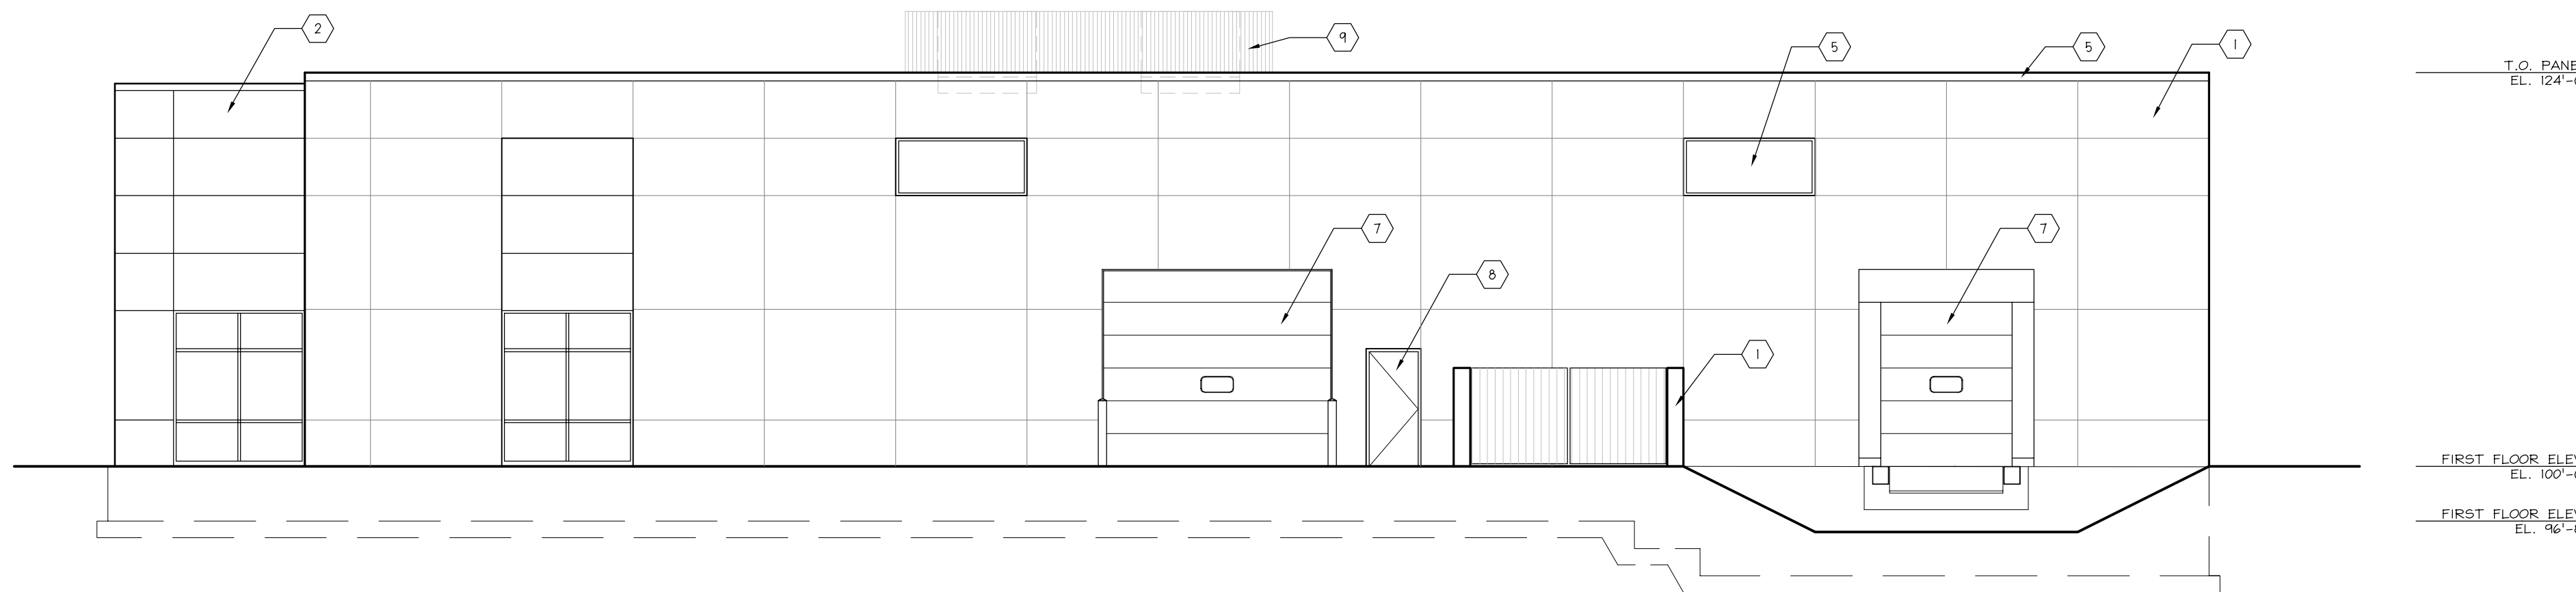 2
9
5
5
1
T.O. PANE
EL. 124'-
7
7
8
1
FIRST FLOOR ELE
EL. 100'-
FIRST FLOOR ELE
EL. 96'-